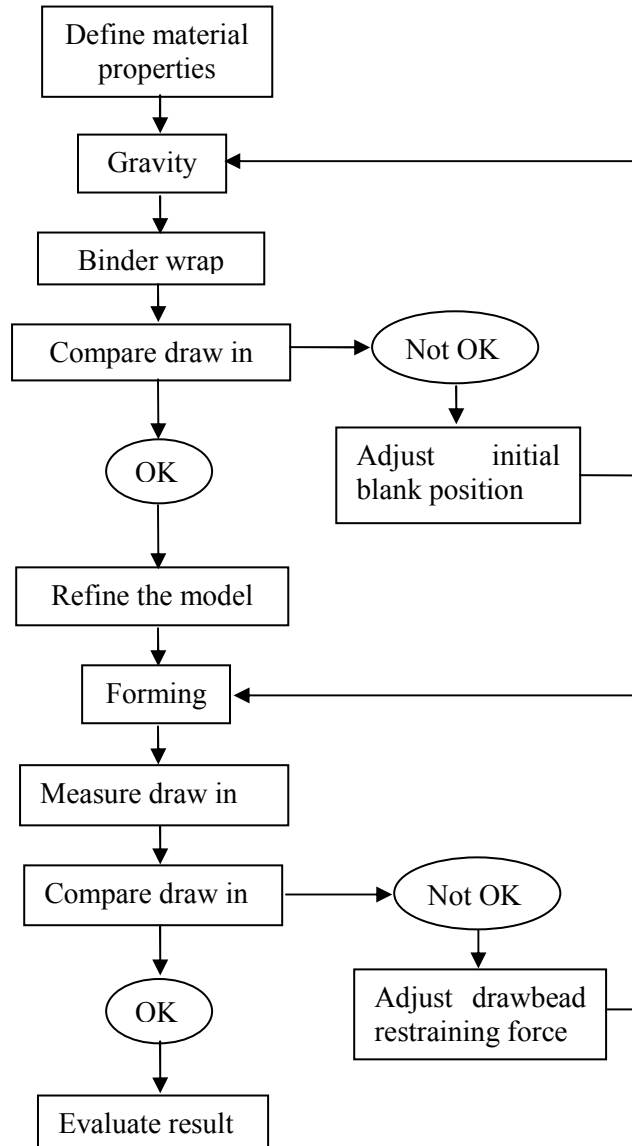 Define material
properties
Gravity
Binder wrap
Compare draw in
Not OK
Adjust initial
blank position
OK
Refine the model
Forming
Measure draw in
Compare draw in
Not OK
Adjust drawbead
restraining force
OK
Evaluate result